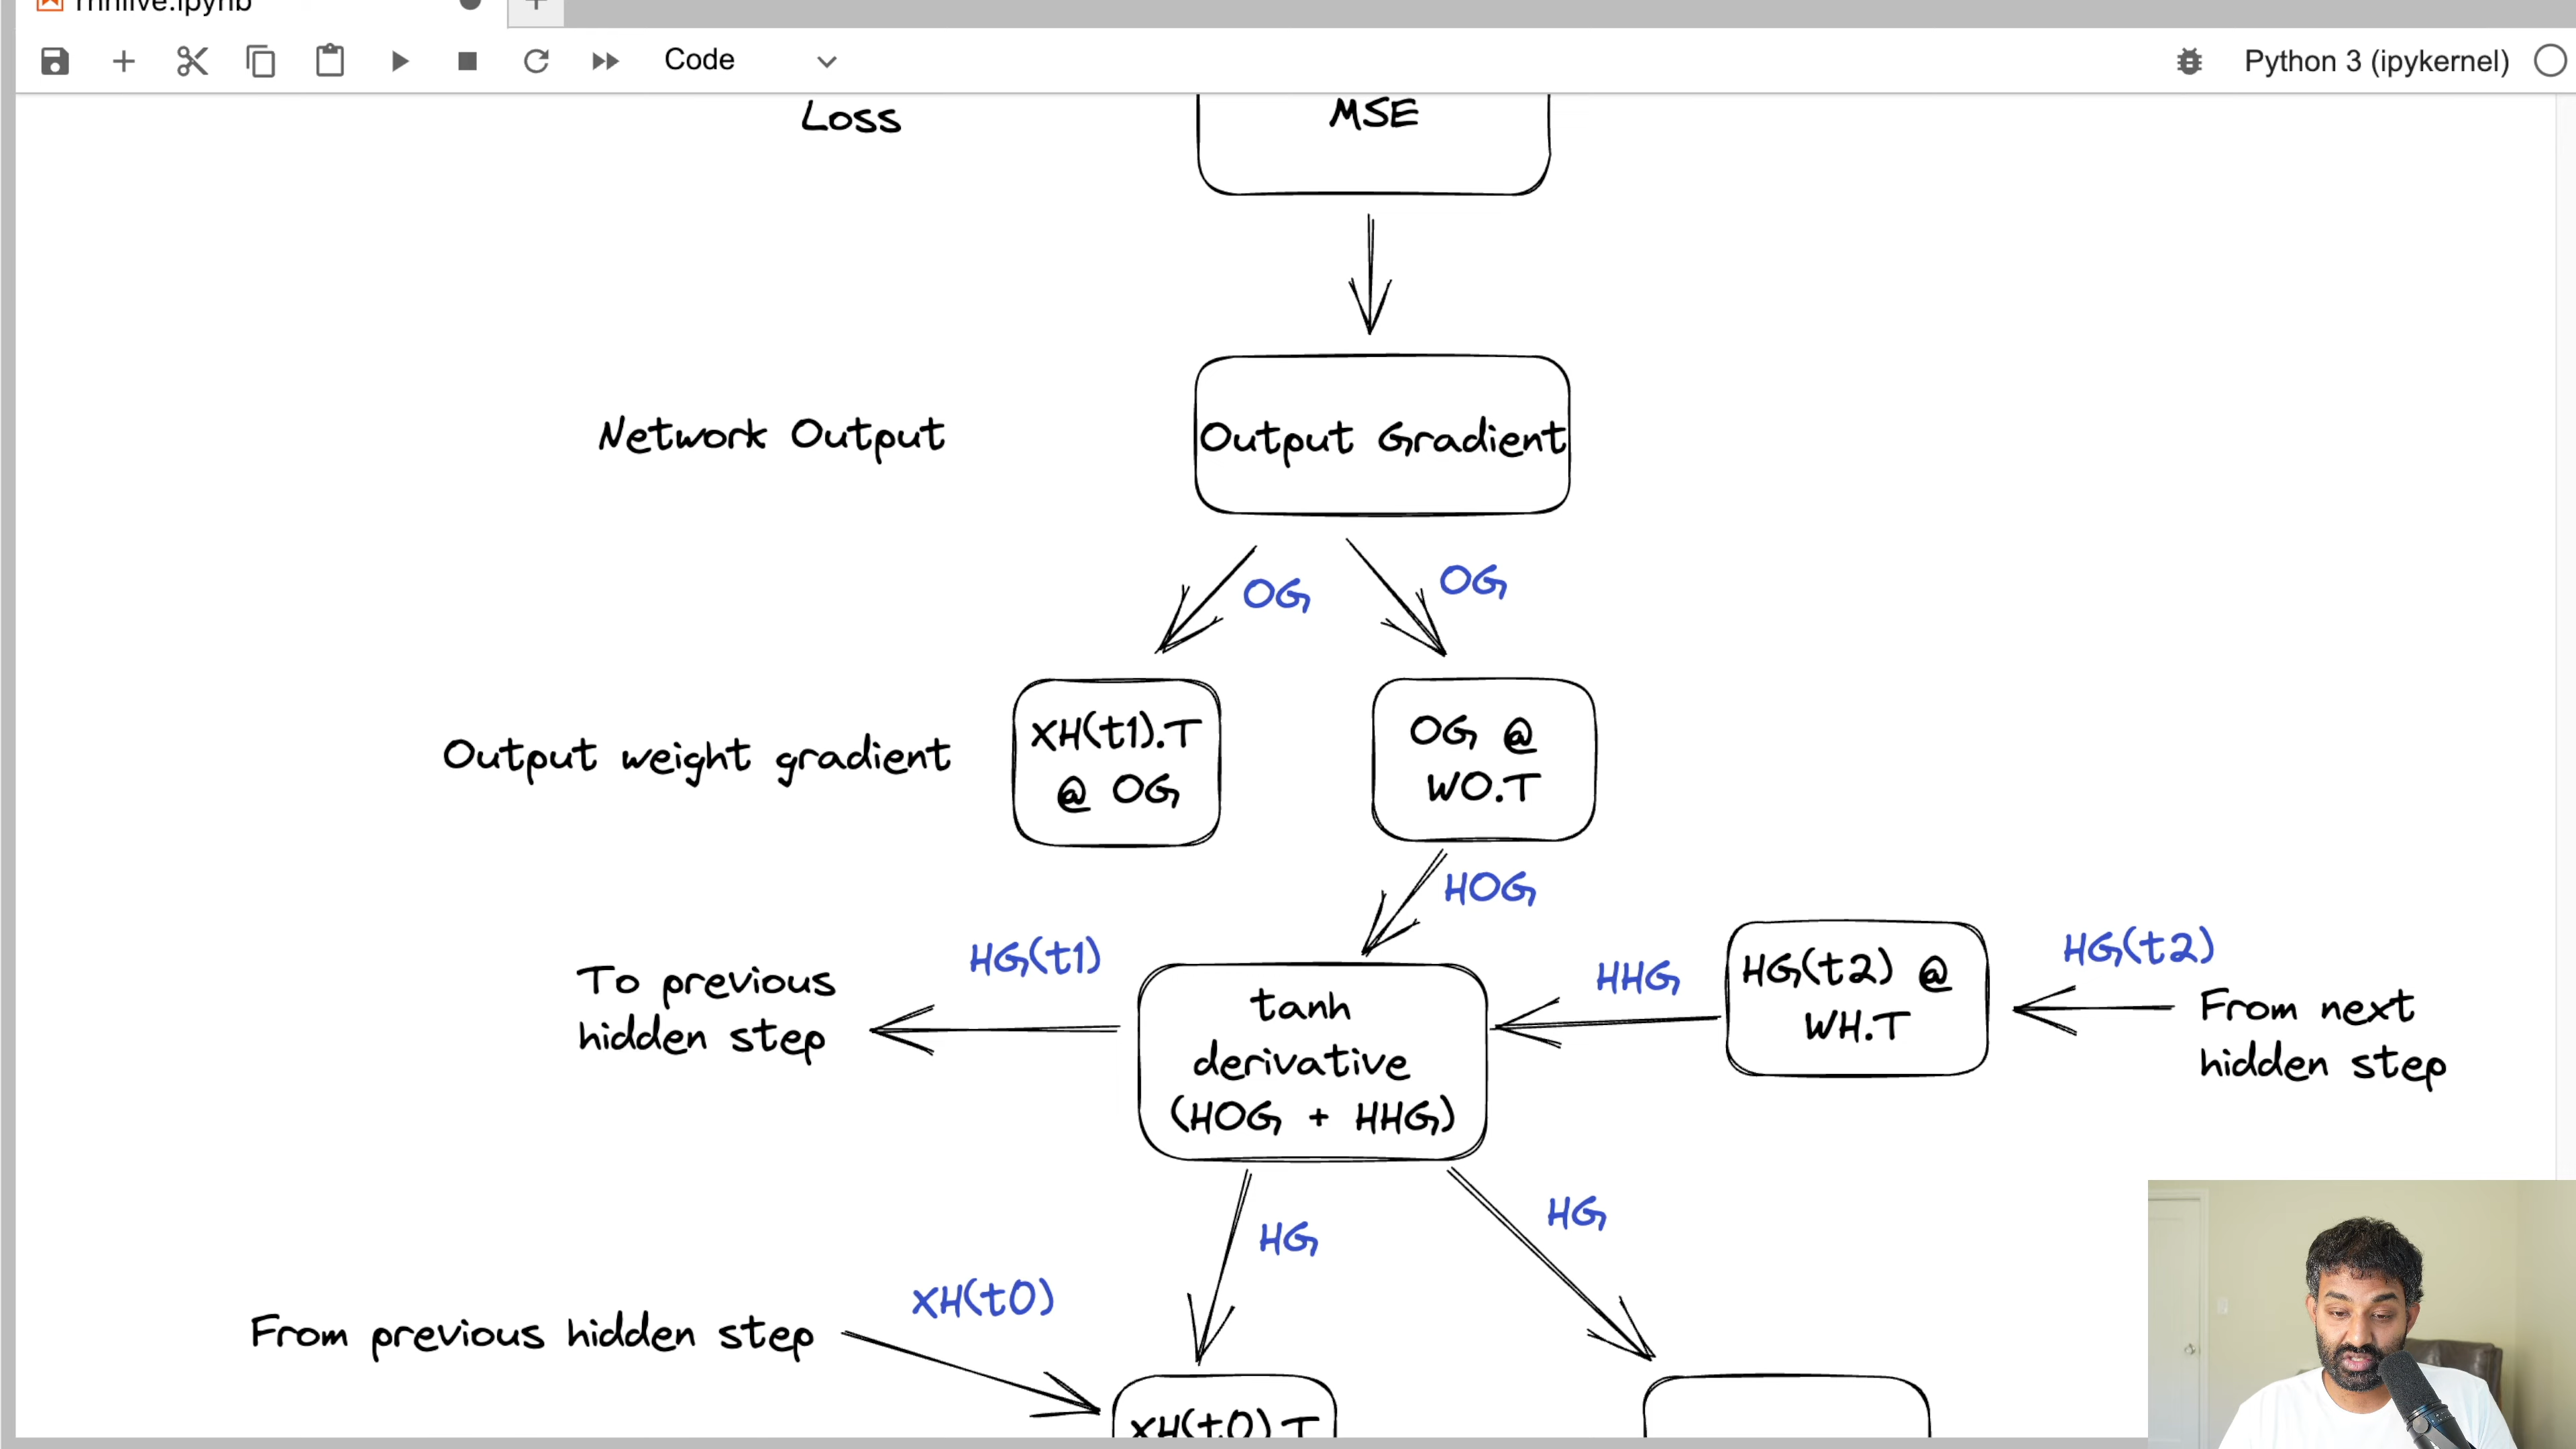 Code
Python 3 (ipykernel)
Loss
MSE
Network Output
Output Gradient
OG
OG
Output weight gradient
XH(t1).T
@ OG
OG @
WO.T
HOG
To previous
hidden step
HG(t1)
tanh
derivative
(HOG + HHG)
HHG
HG(t2) @
WH.T
HG(t2)
From next
hidden step
HG
HG
XH(t0)
From previous hidden step
XH(t0).T